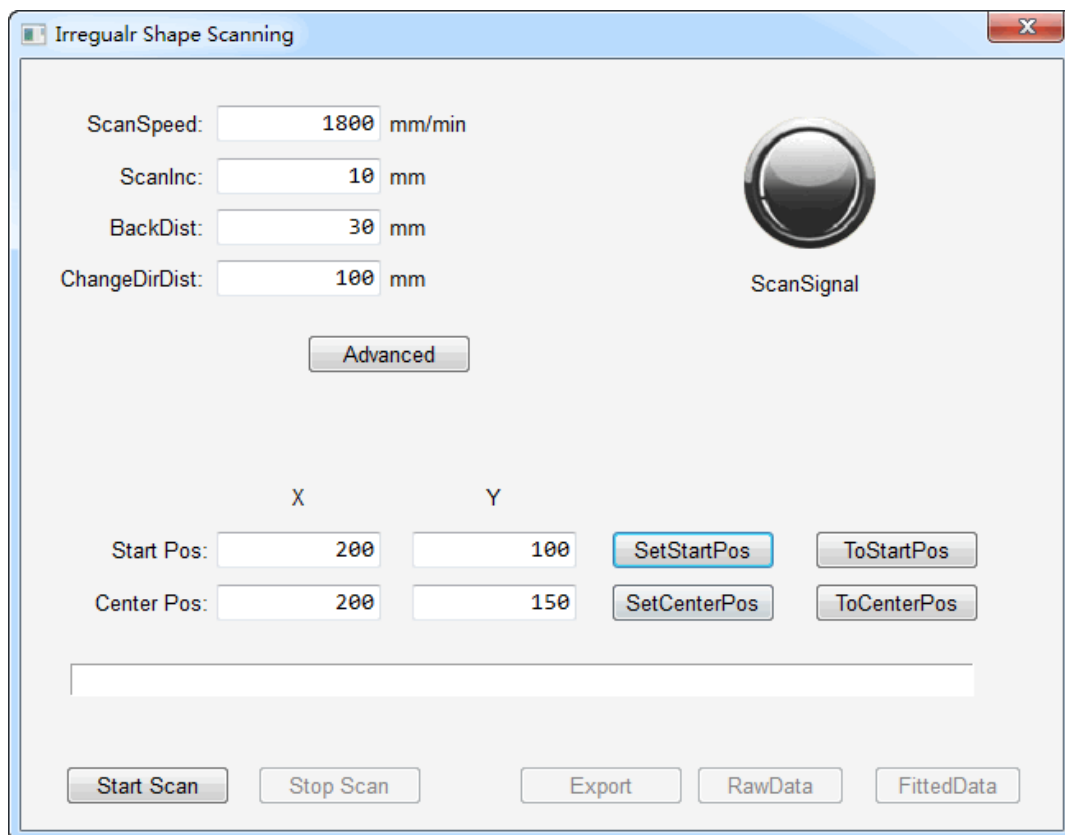 Irregualr Shape Scanning
ScanSpeed: 1800 mm/min
ScanInc: 10 mm
BackDist: 30 mm
ChangeDirDist: 100 mm
ScanSignal
Advanced
X Y
Start Pos: 200 100 SetStartPos ToStartPos
Center Pos: 200 150 SetCenterPos ToCenterPos
Start Scan Stop Scan Export RawData FittedData